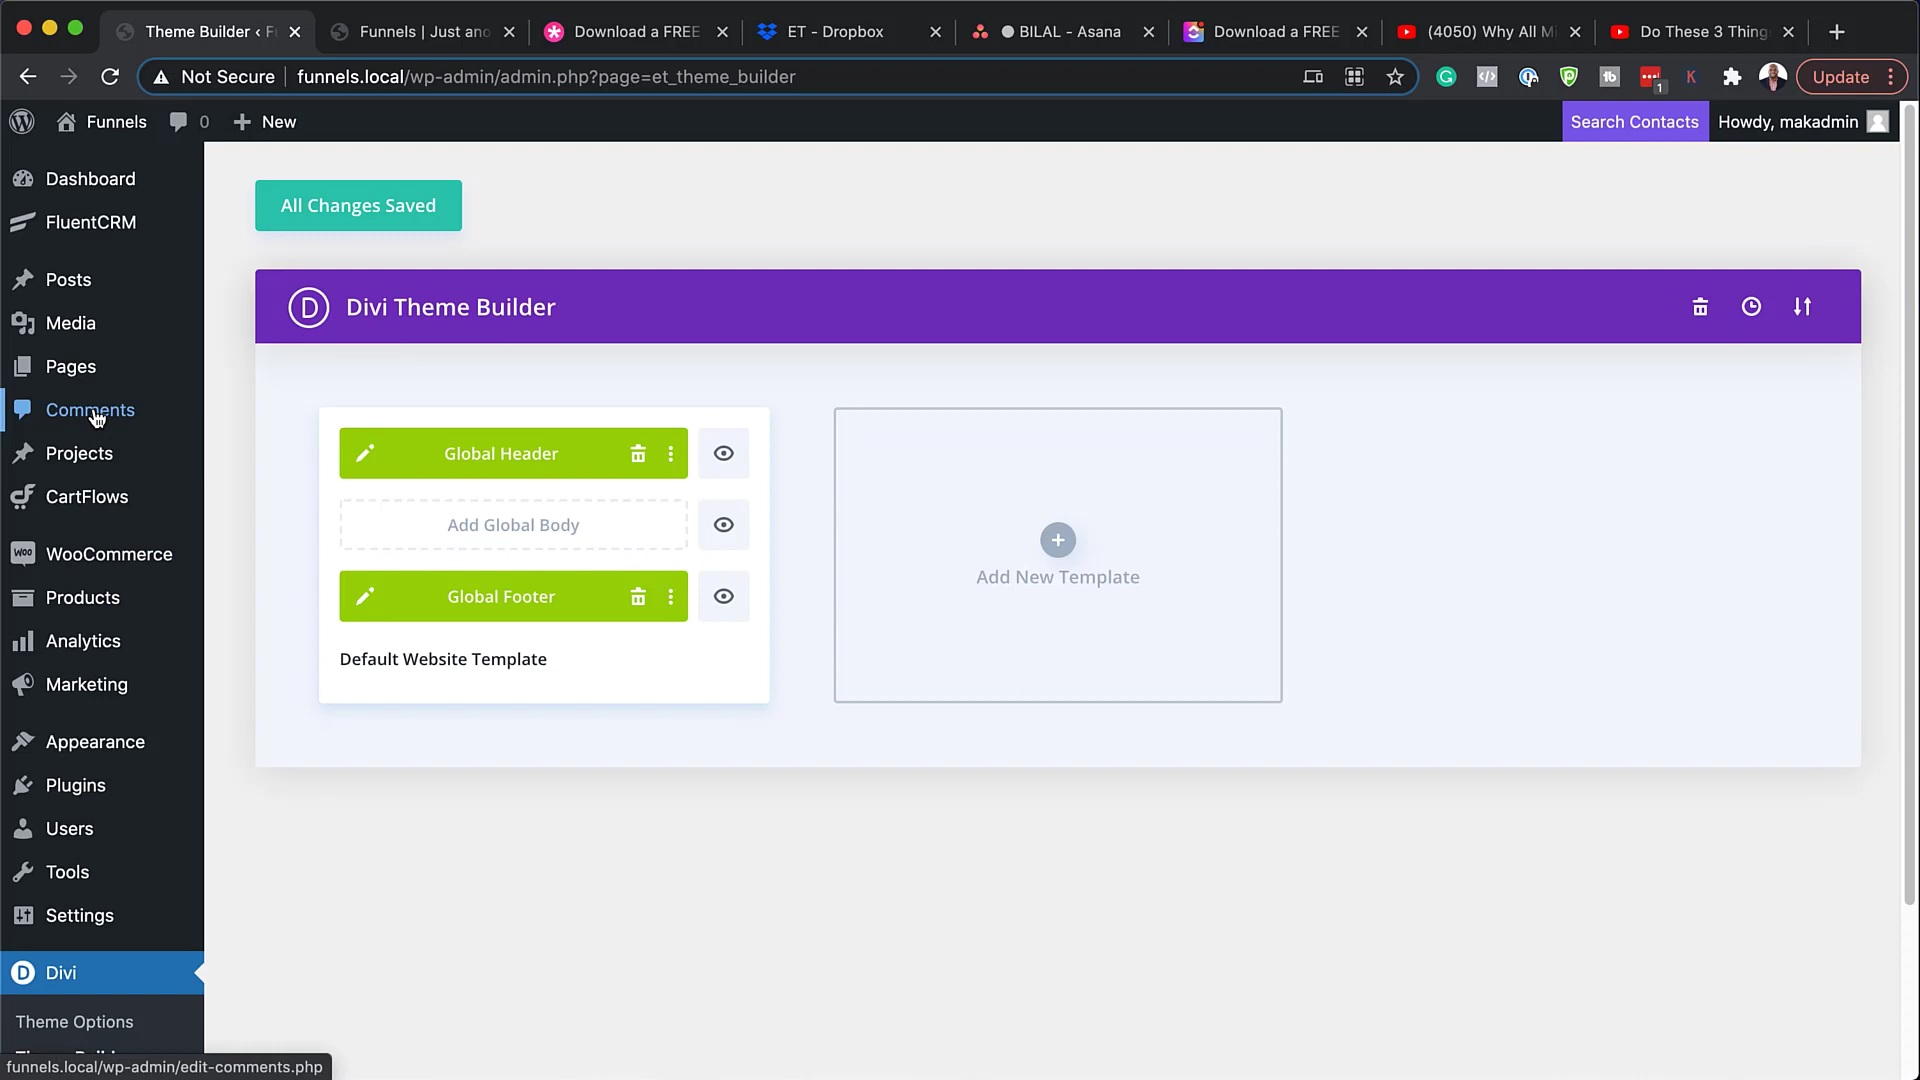 Theme Builder ‹ F
Funnels | Just ano
Download a FREE
ET - Dropbox
BILAL - Asana
Download a FREE
(4050) Why All Mi
Do These 3 Thing
Not Secure
funnels.local/wp-admin/admin.php?page=et_theme_builder
1
Update
Funnels
0
New
Search Contacts
Howdy, makadmin
Dashboard
FluentCRM
Posts
Media
Pages
Comments
Projects
CartFlows
WooCommerce
Products
Analytics
Marketing
Appearance
Plugins
Users
Tools
Settings
Divi
Theme Options
All Changes Saved
Divi Theme Builder
Global Header
Add Global Body
Global Footer
Default Website Template
Add New Template
funnels.local/wp-admin/edit-comments.php